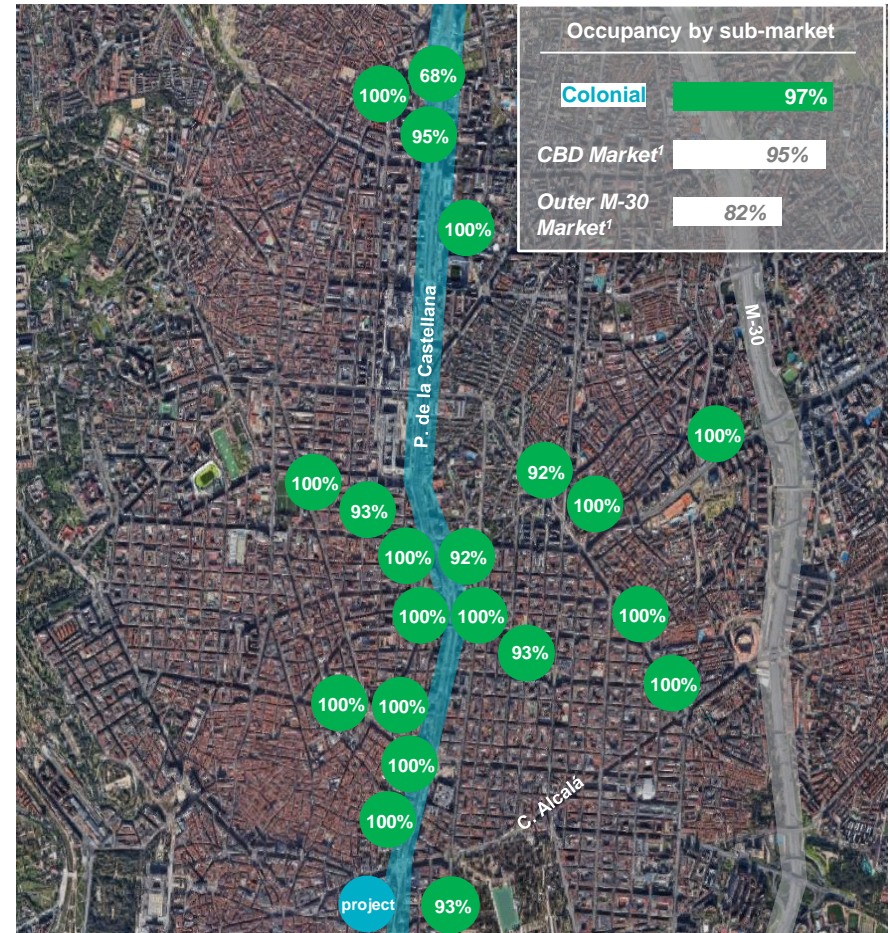 Occupancy by sub-market
Colonial 97%
CBD Market¹ 95%
Outer M-30
Market¹ 82%
68%
100%
95%
100%
P. de la Castellana
M-30
100%
92%
100%
100%
93%
100%
92%
100%
100%
100%
93%
100%
100%
100%
100%
C. Alcalá
100%
project
93%